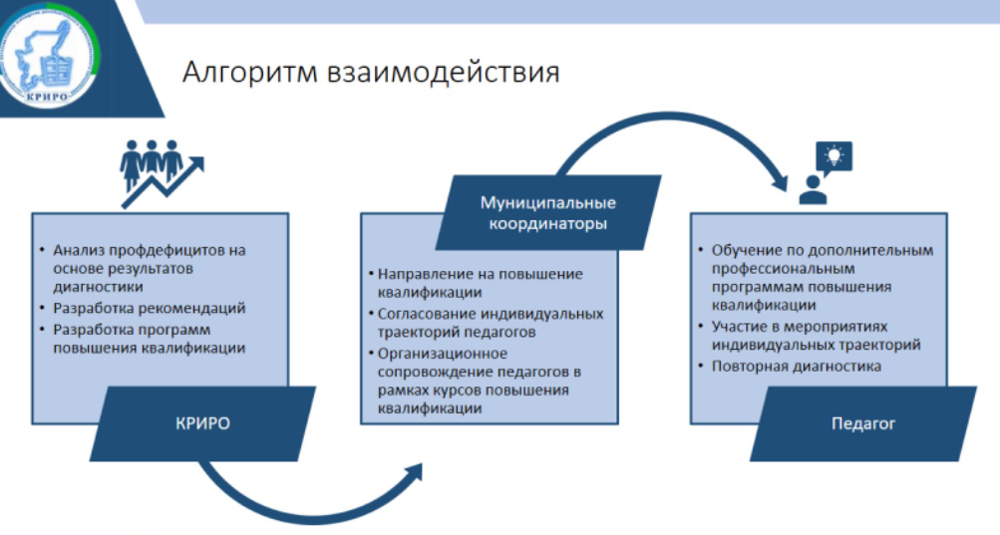 КРИРО
Алгоритм взаимодействия
• Анализ профдефицитов на
основе результатов
диагностики
• Разработка рекомендаций
• Разработка программ
повышения квалификации
КРИРО
Муниципальные
координаторы
• Направление на повышение
квалификации
• Согласование индивидуальных
траекторий педагогов
• Организационное
сопровождение педагогов в
рамках курсов повышения
квалификации
• Обучение по дополнительным
профессиональным
программам повышения
квалификации
• Участие в мероприятиях
индивидуальных траекторий
• Повторная диагностика
Педагог